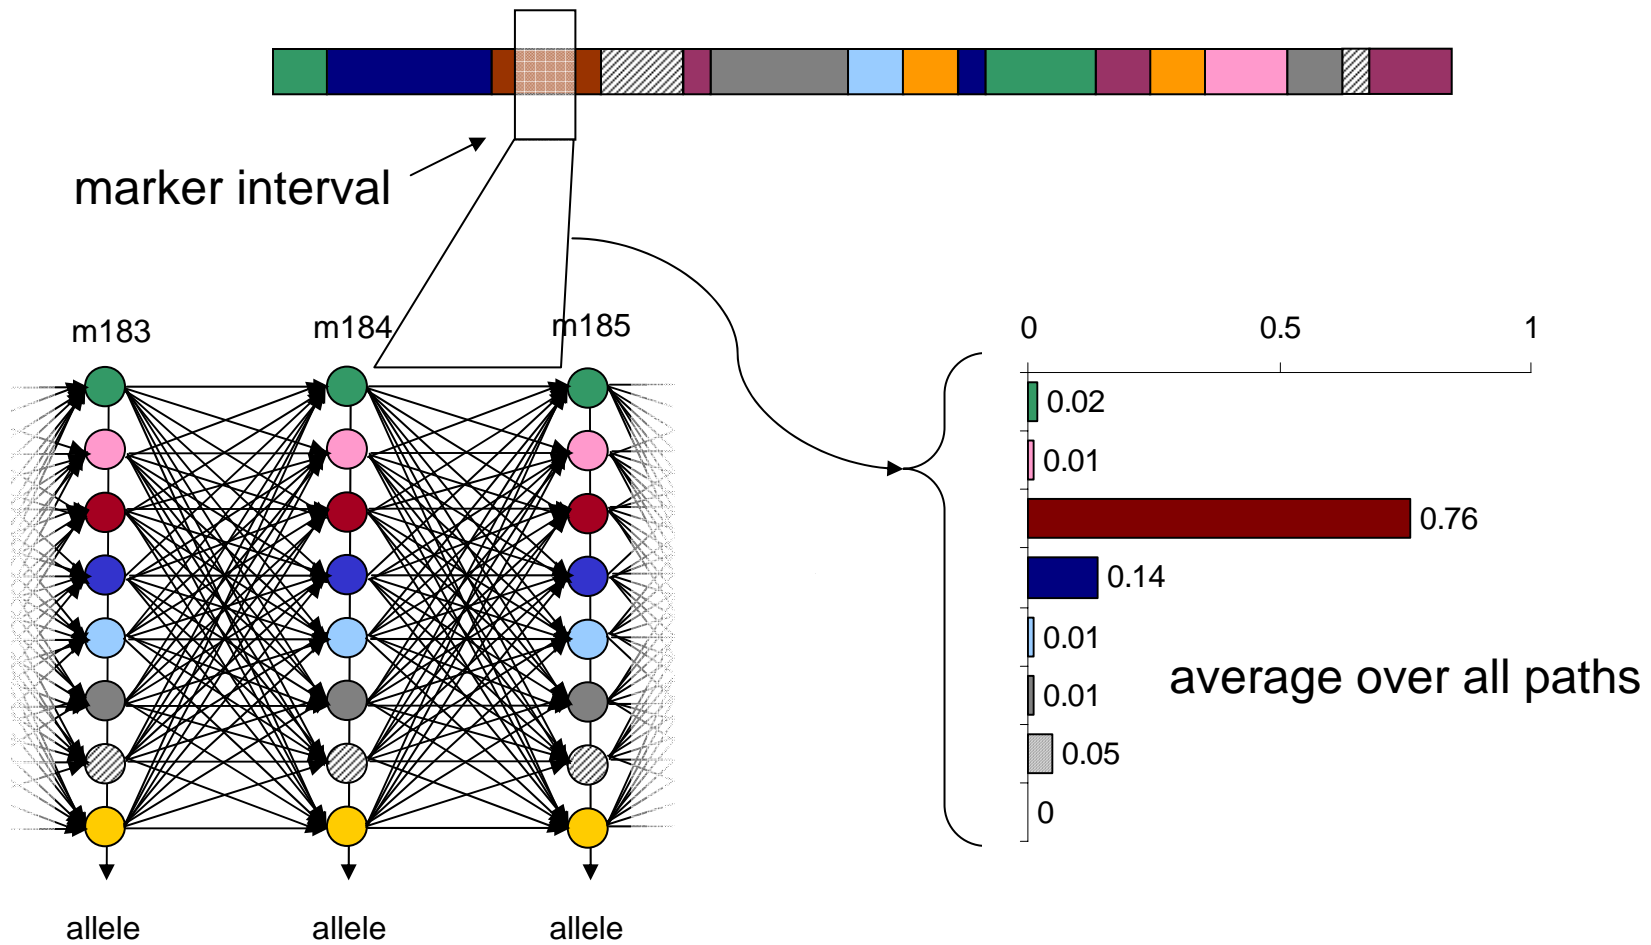 marker interval
m183
m184
m185
0
0.5
1
0.02
0.01
0.76
0.14
0.01
0.01
0.05
0
average over all paths
allele
allele
allele